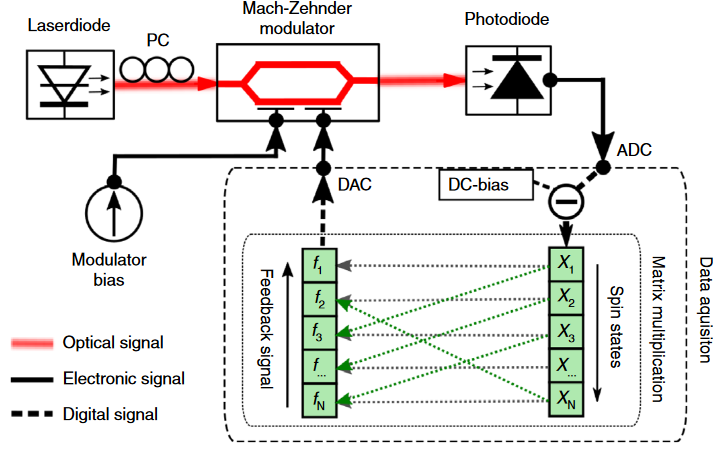 Laserdiode
PC
Mach-Zehnder
modulator
Photodiode
ADC
DAC
DC-bias
Modulator
bias
Feedback signal
f1
f2
f3
f...
fN
X1
X2
X3
X...
XN
Spin states
Matrix multiplication
Data aquisiton
Optical signal
Electronic signal
Digital signal